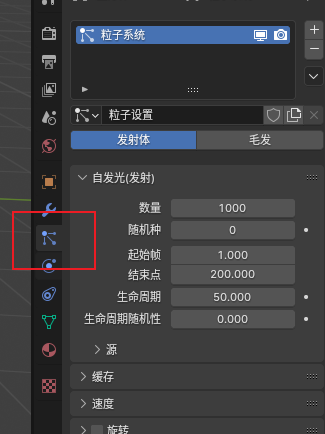 粒子系统
粒子设置
发射体 毛发
自发光(发射)
数量 1000
随机种 0
起始帧 1.000
结束点 200.000
生命周期 50.000
生命周期随机性 0.000
源
缓存
速度
旋转